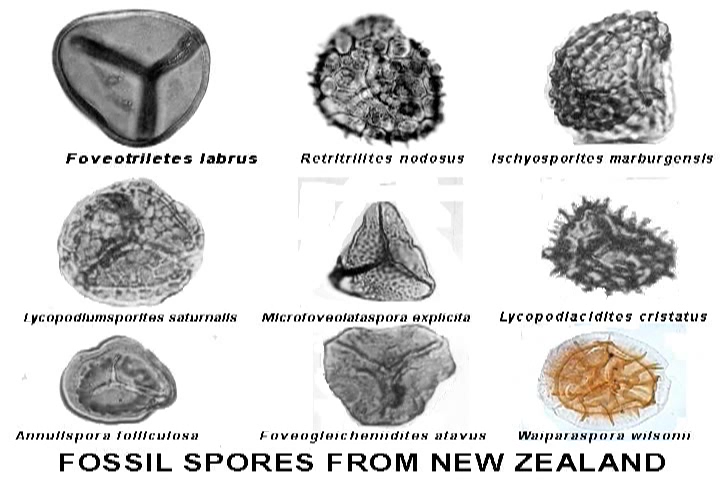 Foveotriletes labrus
Retritrilites nodosus
Ischyosporites marburgensis
Lycopodiumsporites saturnalis
Microfoveolataspora explicita
Lycopodiacidites cristatus
Annulispora folliculosa
Foveogleicheniidites atavus
Waiparaspora wilsonii
FOSSIL SPORES FROM NEW ZEALAND